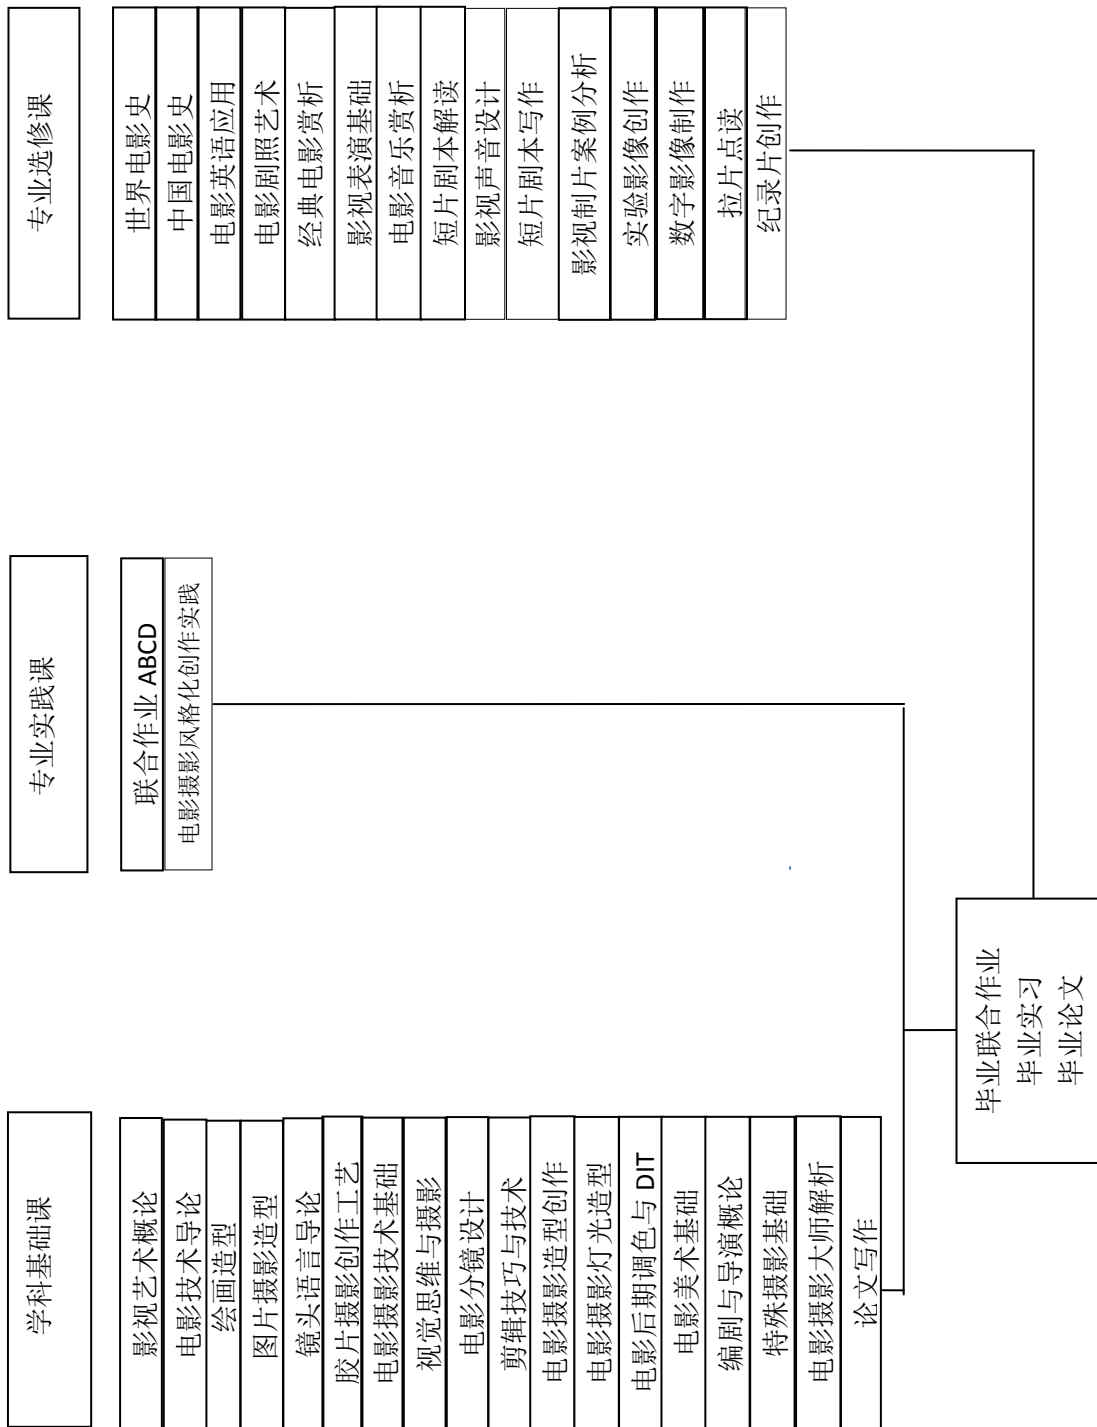 学科基础课
影视艺术概论
电影技术导论
绘画造型
图片摄影造型
镜头语言导论
胶片摄影创作工艺
电影摄影技术基础
视觉思维与摄影
电影分镜设计
剪辑技巧与技术
电影摄影造型创作
电影摄影灯光造型
电影后期调色与 DIT
电影美术基础
编剧与导演概论
特殊摄影基础
电影摄影大师解析
论文写作
专业实践课
联合作业 ABCD
电影摄影风格化创作实践
专业选修课
世界电影史
中国电影史
电影英语应用
电影剧照艺术
经典电影赏析
影视表演基础
电影音乐赏析
短片剧本解读
影视声音设计
短片剧本写作
影视制片案例分析
实验影像创作
数字影像制作
拉片点读
纪录片创作
毕业联合作业
毕业实习
毕业论文